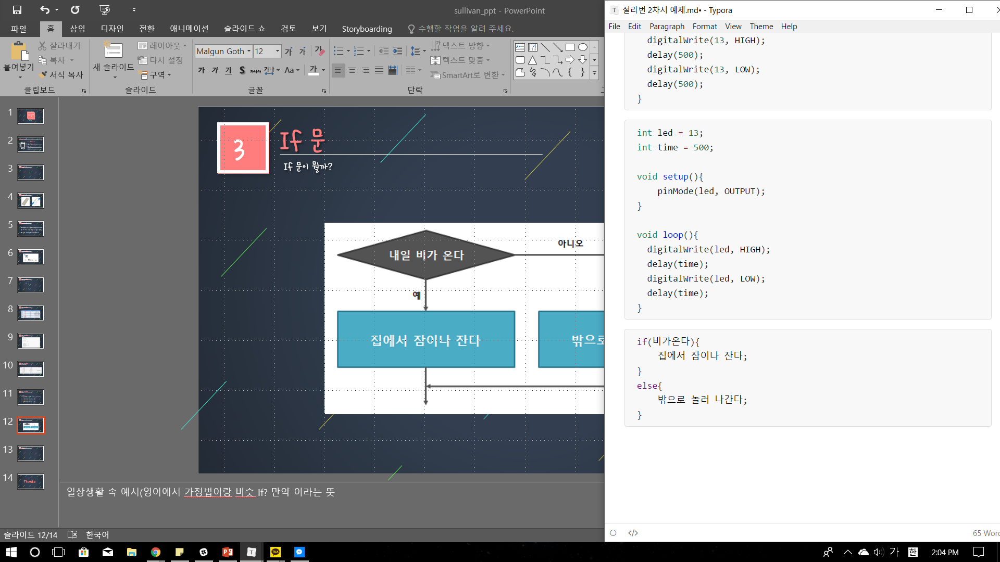 sullivan_ppt - PowerPoint
파일 홈 삽입 디자인 전환 애니메이션 슬라이드 쇼 검토 보기 Storyboarding 수행할 작업을 알려 주세요.
붙여넣기
잘라내기
복사
서식 복사
클립보드
새 슬라이드
레이아웃
다시 설정
구역
슬라이드
Malgun Goth 12
가 가 가 S 간낙 Aa 가
글꼴
단락
텍스트 방향
텍스트 맞춤
SmartArt로 변환
1
2
3
4
5
6
7
8
9
10
11
12
13
14
Thanks
3
If 문
If 문이 뭘까?
내일 비가 온다
아니오
예
집에서 잠이나 잔다
밖으로
일상생활 속 예시(영어에서 가정법이랑 비슷 If? 만약 이라는 뜻
슬라이드 12/14 한국어
설리번 2차시 예제.md• - Typora
File Edit Paragraph Format View Theme Help
digitalWrite(13, HIGH);
delay(500);
digitalWrite(13, LOW);
delay(500);
}
int led = 13;
int time = 500;
void setup(){
pinMode(led, OUTPUT);
}
void loop(){
digitalWrite(led, HIGH);
delay(time);
digitalWrite(led, LOW);
delay(time);
}
if(비가온다){
집에서 잠이나 잔다;
}
else{
밖으로 놀러 나간다;
}
</> 65 Word
가 한 2:04 PM